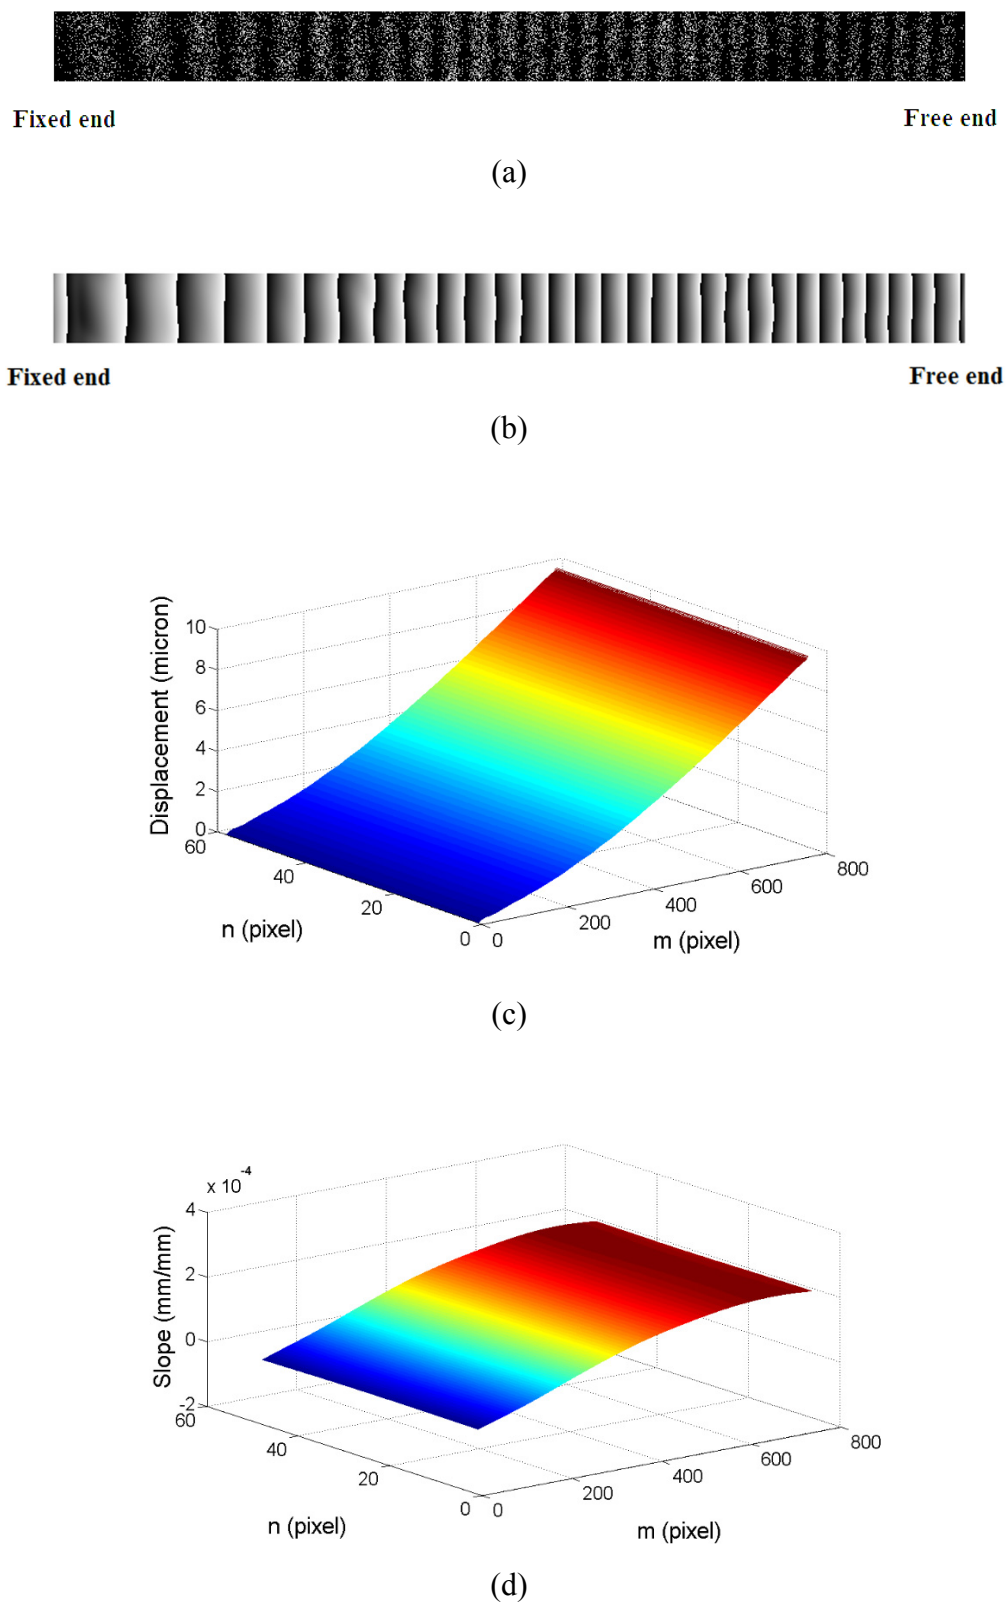 Fixed end
Free end
(a)
Fixed end
Free end
(b)
Displacement (micron)
10
8
6
4
2
0
60
40
20
0
n (pixel)
0
200
400
600
800
m (pixel)
(c)
x 10-4
Slope (mm/mm)
4
2
0
-2
60
40
20
0
n (pixel)
0
200
400
600
800
m (pixel)
(d)